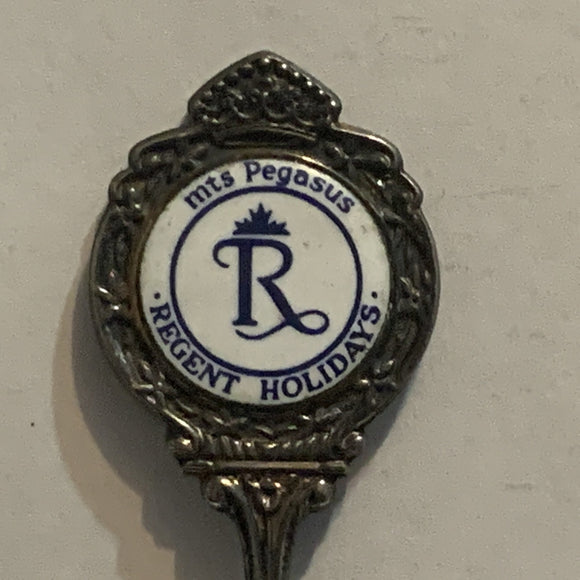 mts Pegasus
R
· REGENT HOLIDAYS ·